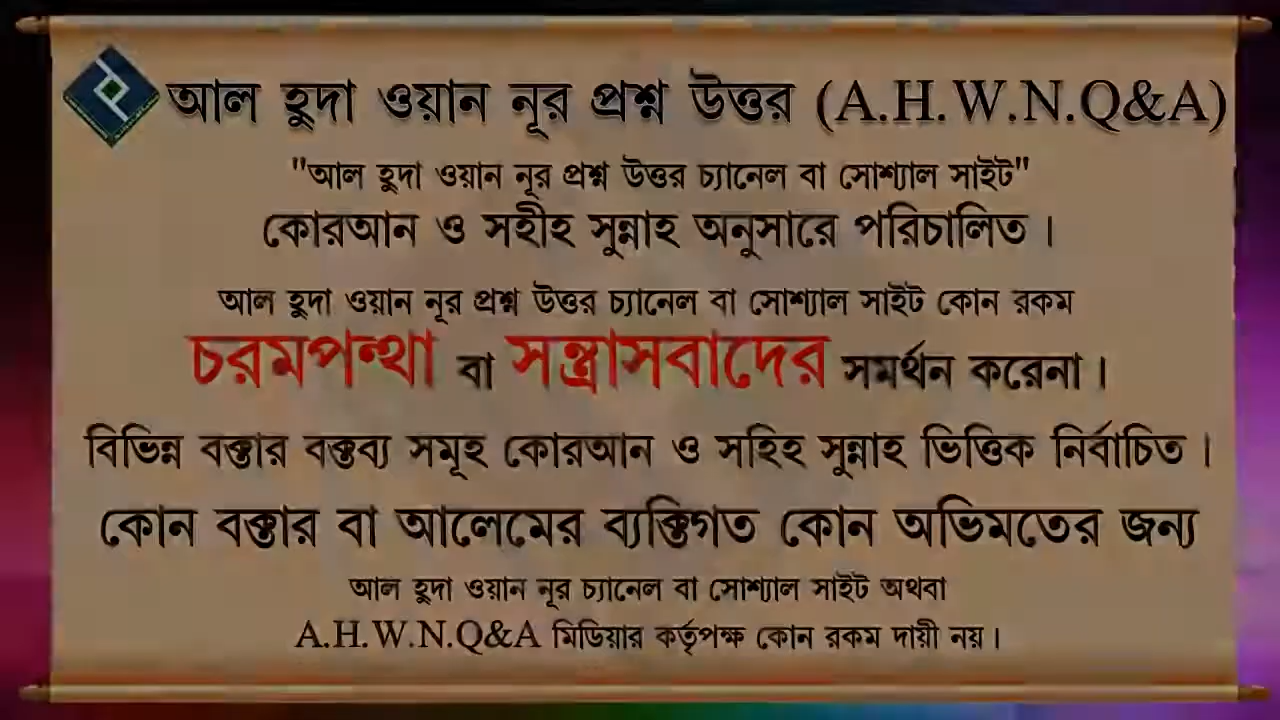 আল হুদা ওয়ান নূর প্রশ্ন উত্তর (A.H.W.N.Q&A)
"আল হুদা ওয়ান নূর প্রশ্ন উত্তর চ্যানেল বা সোশ্যাল সাইট"
কোরআন ও সহীহ সুন্নাহ অনুসারে পরিচালিত।
আল হুদা ওয়ান নূর প্রশ্ন উত্তর চ্যানেল বা সোশ্যাল সাইট কোন রকম
চরমপন্থা বা সন্ত্রাসবাদের সমর্থন করেনা।
বিভিন্ন বক্তার বক্তব্য সমূহ কোরআন ও সহিহ সুন্নাহ ভিত্তিক নির্বাচিত।
কোন বক্তার বা আলেমের ব্যক্তিগত কোন অভিমতের জন্য
আল হুদা ওয়ান নূর চ্যানেল বা সোশ্যাল সাইট অথবা
A.H.W.N.Q&A মিডিয়ার কর্তৃপক্ষ কোন রকম দায়ী নয়।